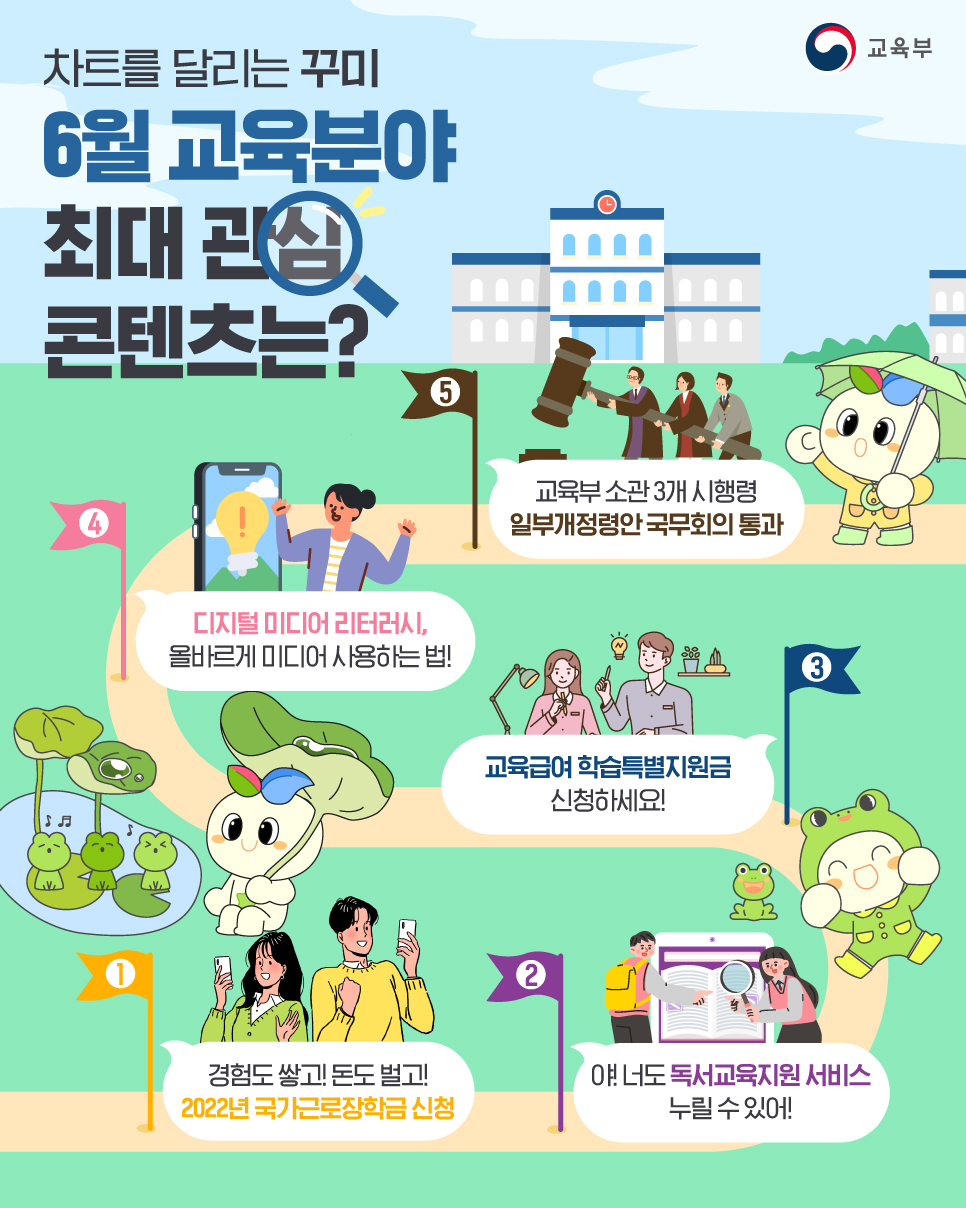 차트를 달리는 꾸미
교육부
6월 교육분야
최대 관심
콘텐츠는?
5
교육부 소관 3개 시행령
일부개정령안 국무회의 통과
4
디지털 미디어 리터러시,
올바르게 미디어 사용하는 법!
3
교육급여 학습특별지원금
신청하세요!
1
경험도 쌓고! 돈도 벌고!
2022년 국가근로장학금 신청
2
야! 너도 독서교육지원 서비스
누릴 수 있어!